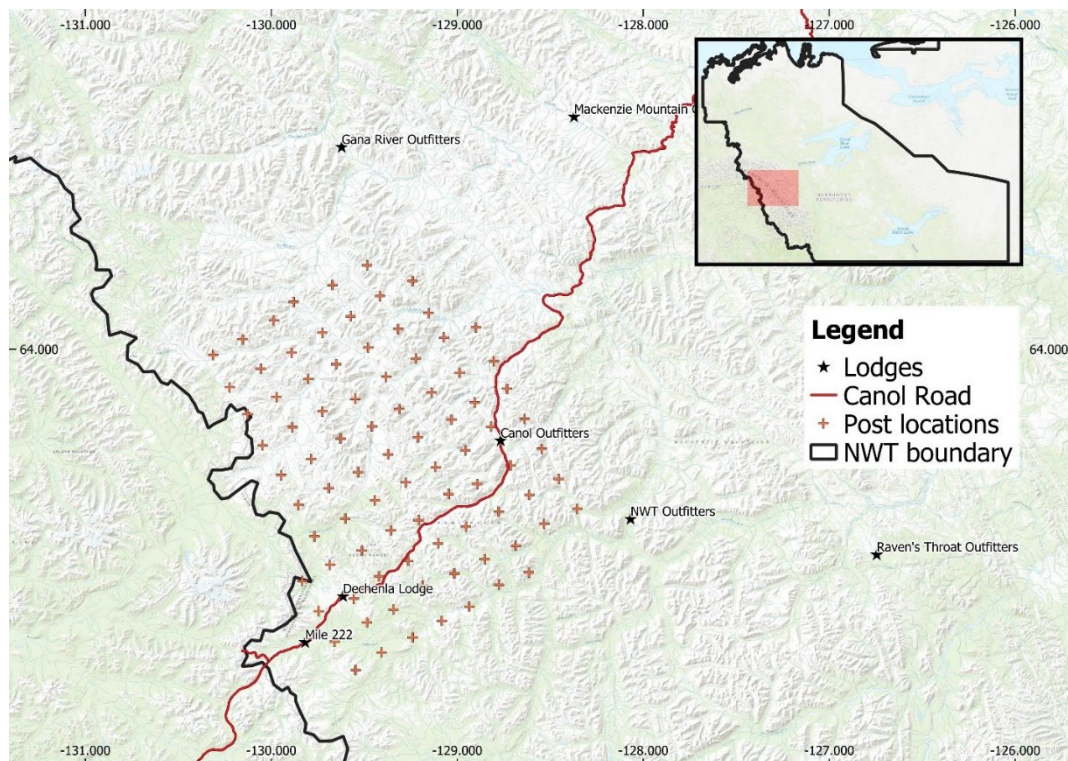 -131.000 -130.000 -129.000 -128.000 -127.000 -126.000
Mackenzie Mountain
Gana River Outfitters
NORTHWEST
TERRITORIES
64.000 64.000
Legend
Lodges
Canol Road
Post locations
NWT boundary
Canol Outfitters
NWT Outfitters
Raven's Throat Outfitters
Dechenla Lodge
Mile 222
-131.000 -130.000 -129.000 -128.000 -127.000 -126.000